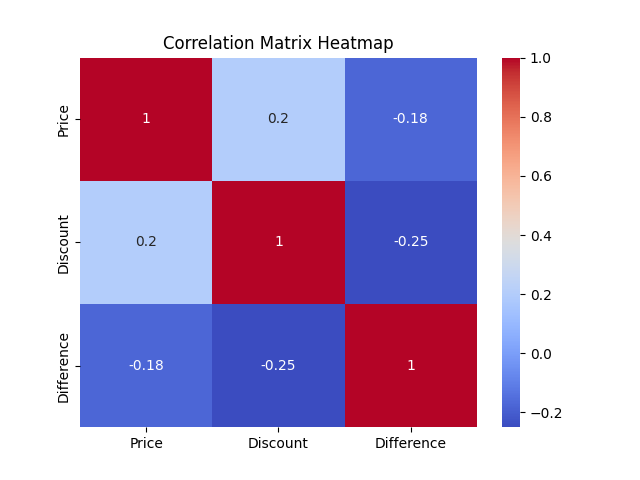 Correlation Matrix Heatmap
Price
1
0.2
-0.18
Discount
0.2
1
-0.25
Difference
-0.18
-0.25
1
Price
Discount
Difference
1.0
0.8
0.6
0.4
0.2
0.0
−0.2